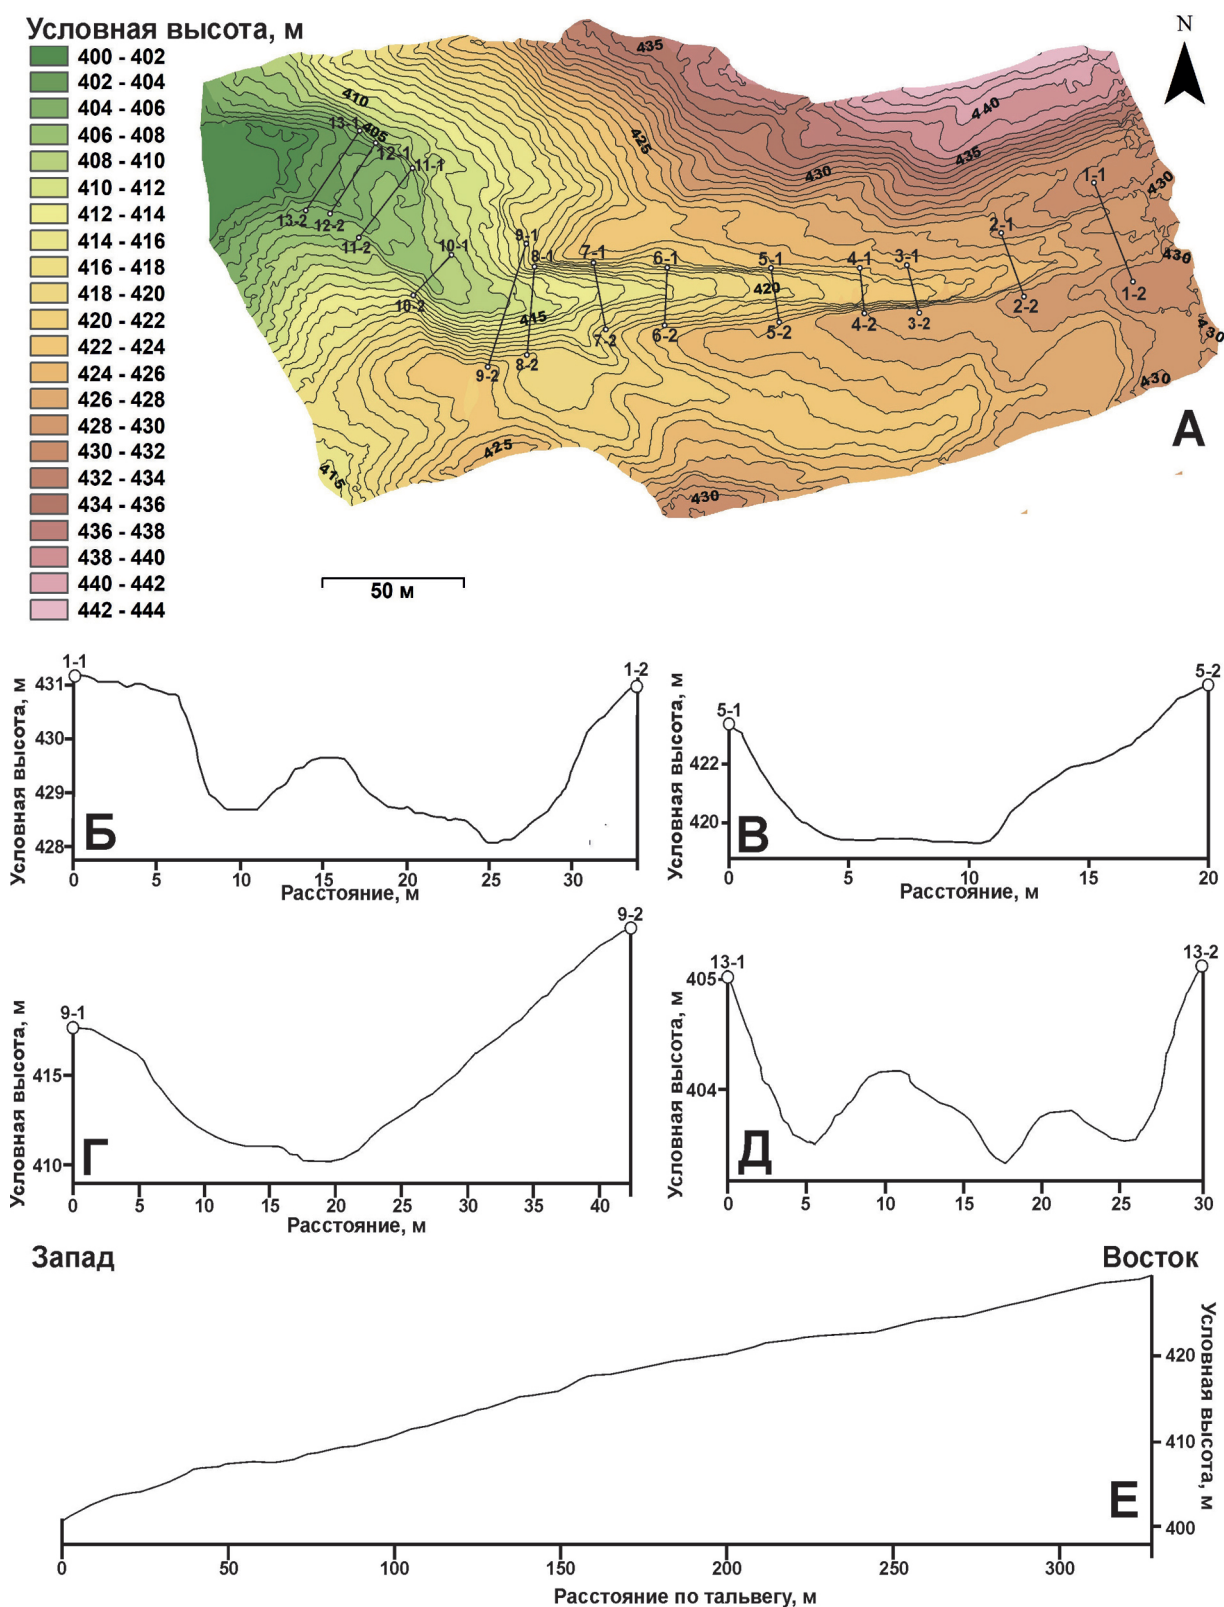 Условная высота, м
400 - 402
402 - 404
404 - 406
406 - 408
408 - 410
410 - 412
412 - 414
414 - 416
416 - 418
418 - 420
420 - 422
422 - 424
424 - 426
426 - 428
428 - 430
430 - 432
432 - 434
434 - 436
436 - 438
438 - 440
440 - 442
442 - 444
N
435
410
440
13-1
405
12-1
425
11-1
435
430
1-1
430
13-2
12-2
11-2
10-1
9-1
8-1
7-1
6-1
5-1
4-1
3-1
2-1
430
10-2
415
420
1-2
7-2
6-2
5-2
4-2
3-2
2-2
430
9-2
8-2
430
425
А
415
430
50 м
1-1
1-2
Условная высота, м
431
430
429
428
Б
0
5
10
15
20
25
30
Расстояние, м
5-1
5-2
Условная высота, м
422
420
В
0
5
10
15
20
Расстояние, м
9-1
9-2
Условная высота, м
415
410
Г
0
5
10
15
20
25
30
35
40
Расстояние, м
13-1
13-2
Условная высота, м
405
404
Д
0
5
10
15
20
25
30
Запад
Восток
Условная высота, м
420
410
400
Е
0
50
100
150
200
250
300
Расстояние по тальвегу, м